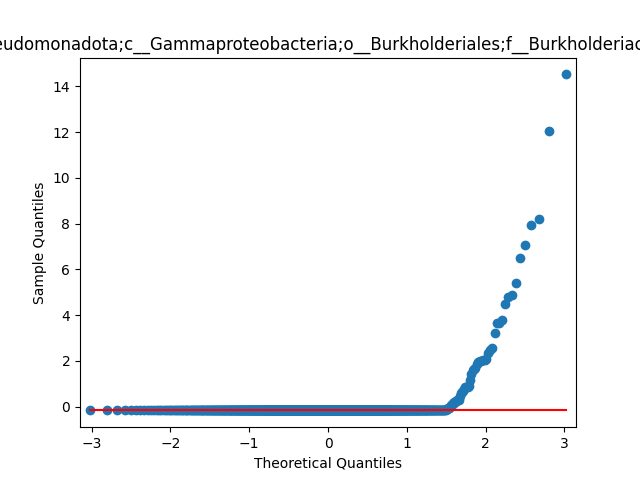 eudomonadota;c__Gammaproteobacteria;o__Burkholderiales;f__Burkholderiac
14
12
10
8
6
4
2
0
Sample Quantiles
−3 −2 −1 0 1 2 3
Theoretical Quantiles